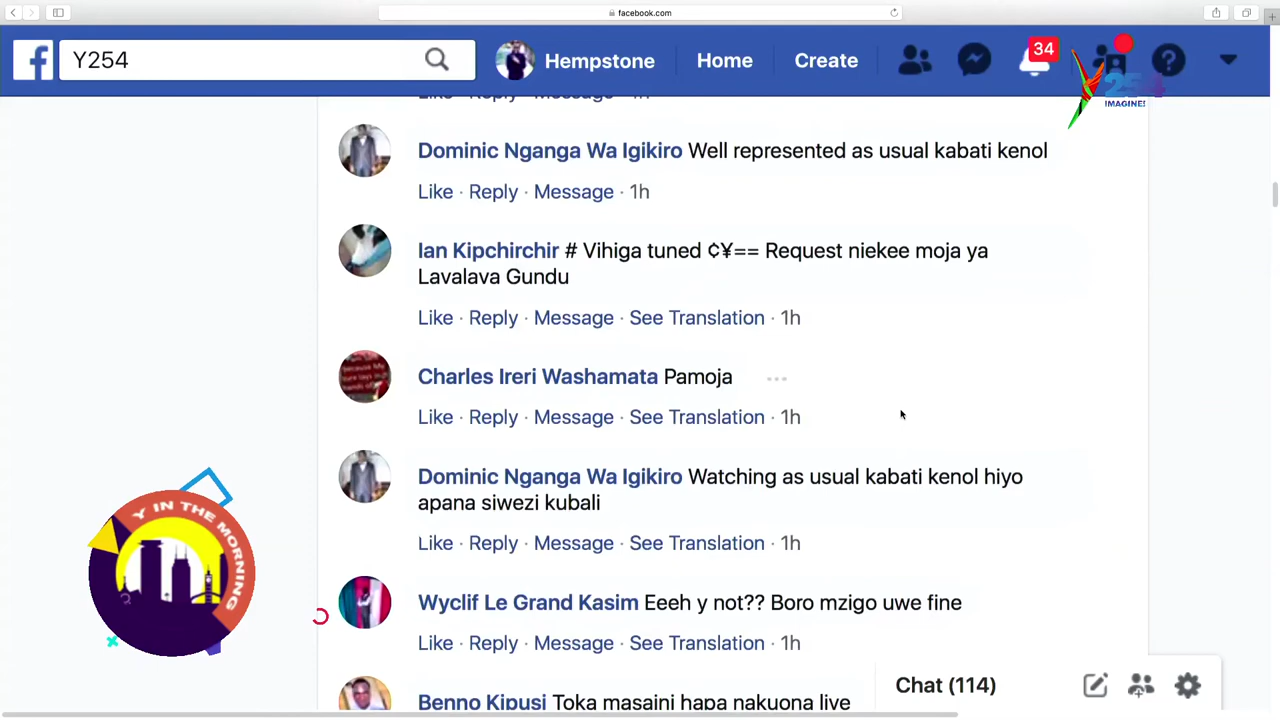 facebook.com
Y254
Hempstone
Home
Create
34
254
IMAGINE!
Like · Reply · Message · 1h
Dominic Nganga Wa Igikiro Well represented as usual kabati kenol
Like · Reply · Message · 1h
Ian Kipchirchir # Vihiga tuned ¢¥== Request niekee moja ya
Lavalava Gundu
Like · Reply · Message · See Translation · 1h
Charles Ireri Washamata Pamoja
Like · Reply · Message · See Translation · 1h
Dominic Nganga Wa Igikiro Watching as usual kabati kenol hiyo
apana siwezi kubali
Like · Reply · Message · See Translation · 1h
Y IN THE MORNING
Wyclif Le Grand Kasim Eeeh y not?? Boro mzigo uwe fine
Like · Reply · Message · See Translation · 1h
Benno Kipusi Toka masaini hapa nakuona live
Chat (114)